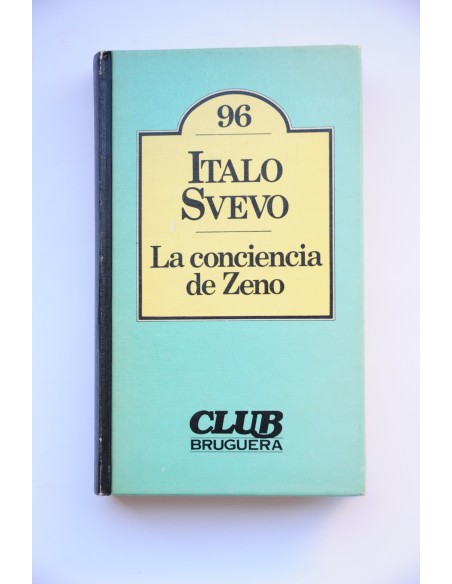 96
ITALO
SVEVO
La conciencia
de Zeno
CLUB
BRUGUERA